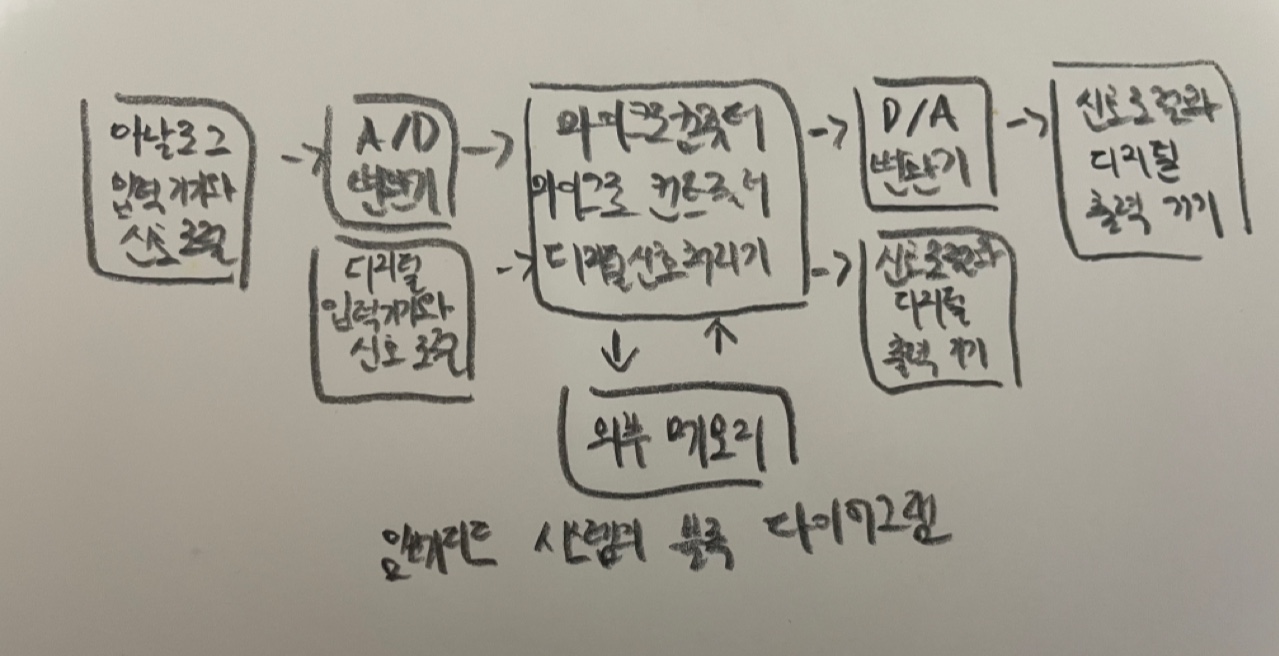 아날로그
입력 기기와
신호 조절
A/D
변환기
디지털
입력기기와
신호 조절
마이크로컴퓨터
마이크로 컨트롤러
디지털신호처리기
외부 메모리
D/A
변환기
신호조절와
디지털
출력 기기
신호조절와
디지털
출력 기기
임베디드 시스템의 블록 다이어그램